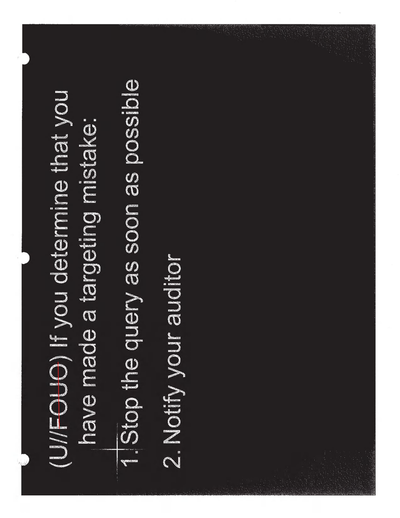 (U//FOUO) If you determine that you
have made a targeting mistake:
1. Stop the query as soon as possible
2. Notify your auditor